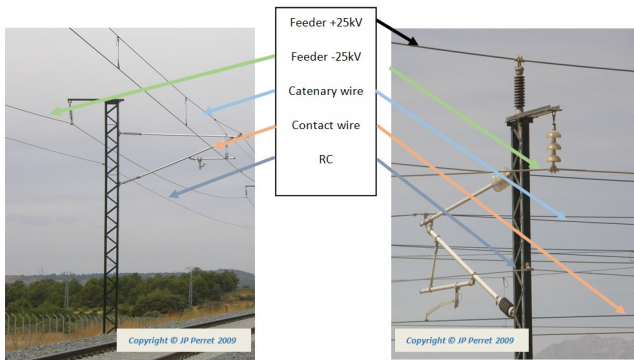 Feeder +25kV
Feeder -25kV
Catenary wire
Contact wire
RC
Copyright © JP Perret 2009
Copyright © JP Perret 2009